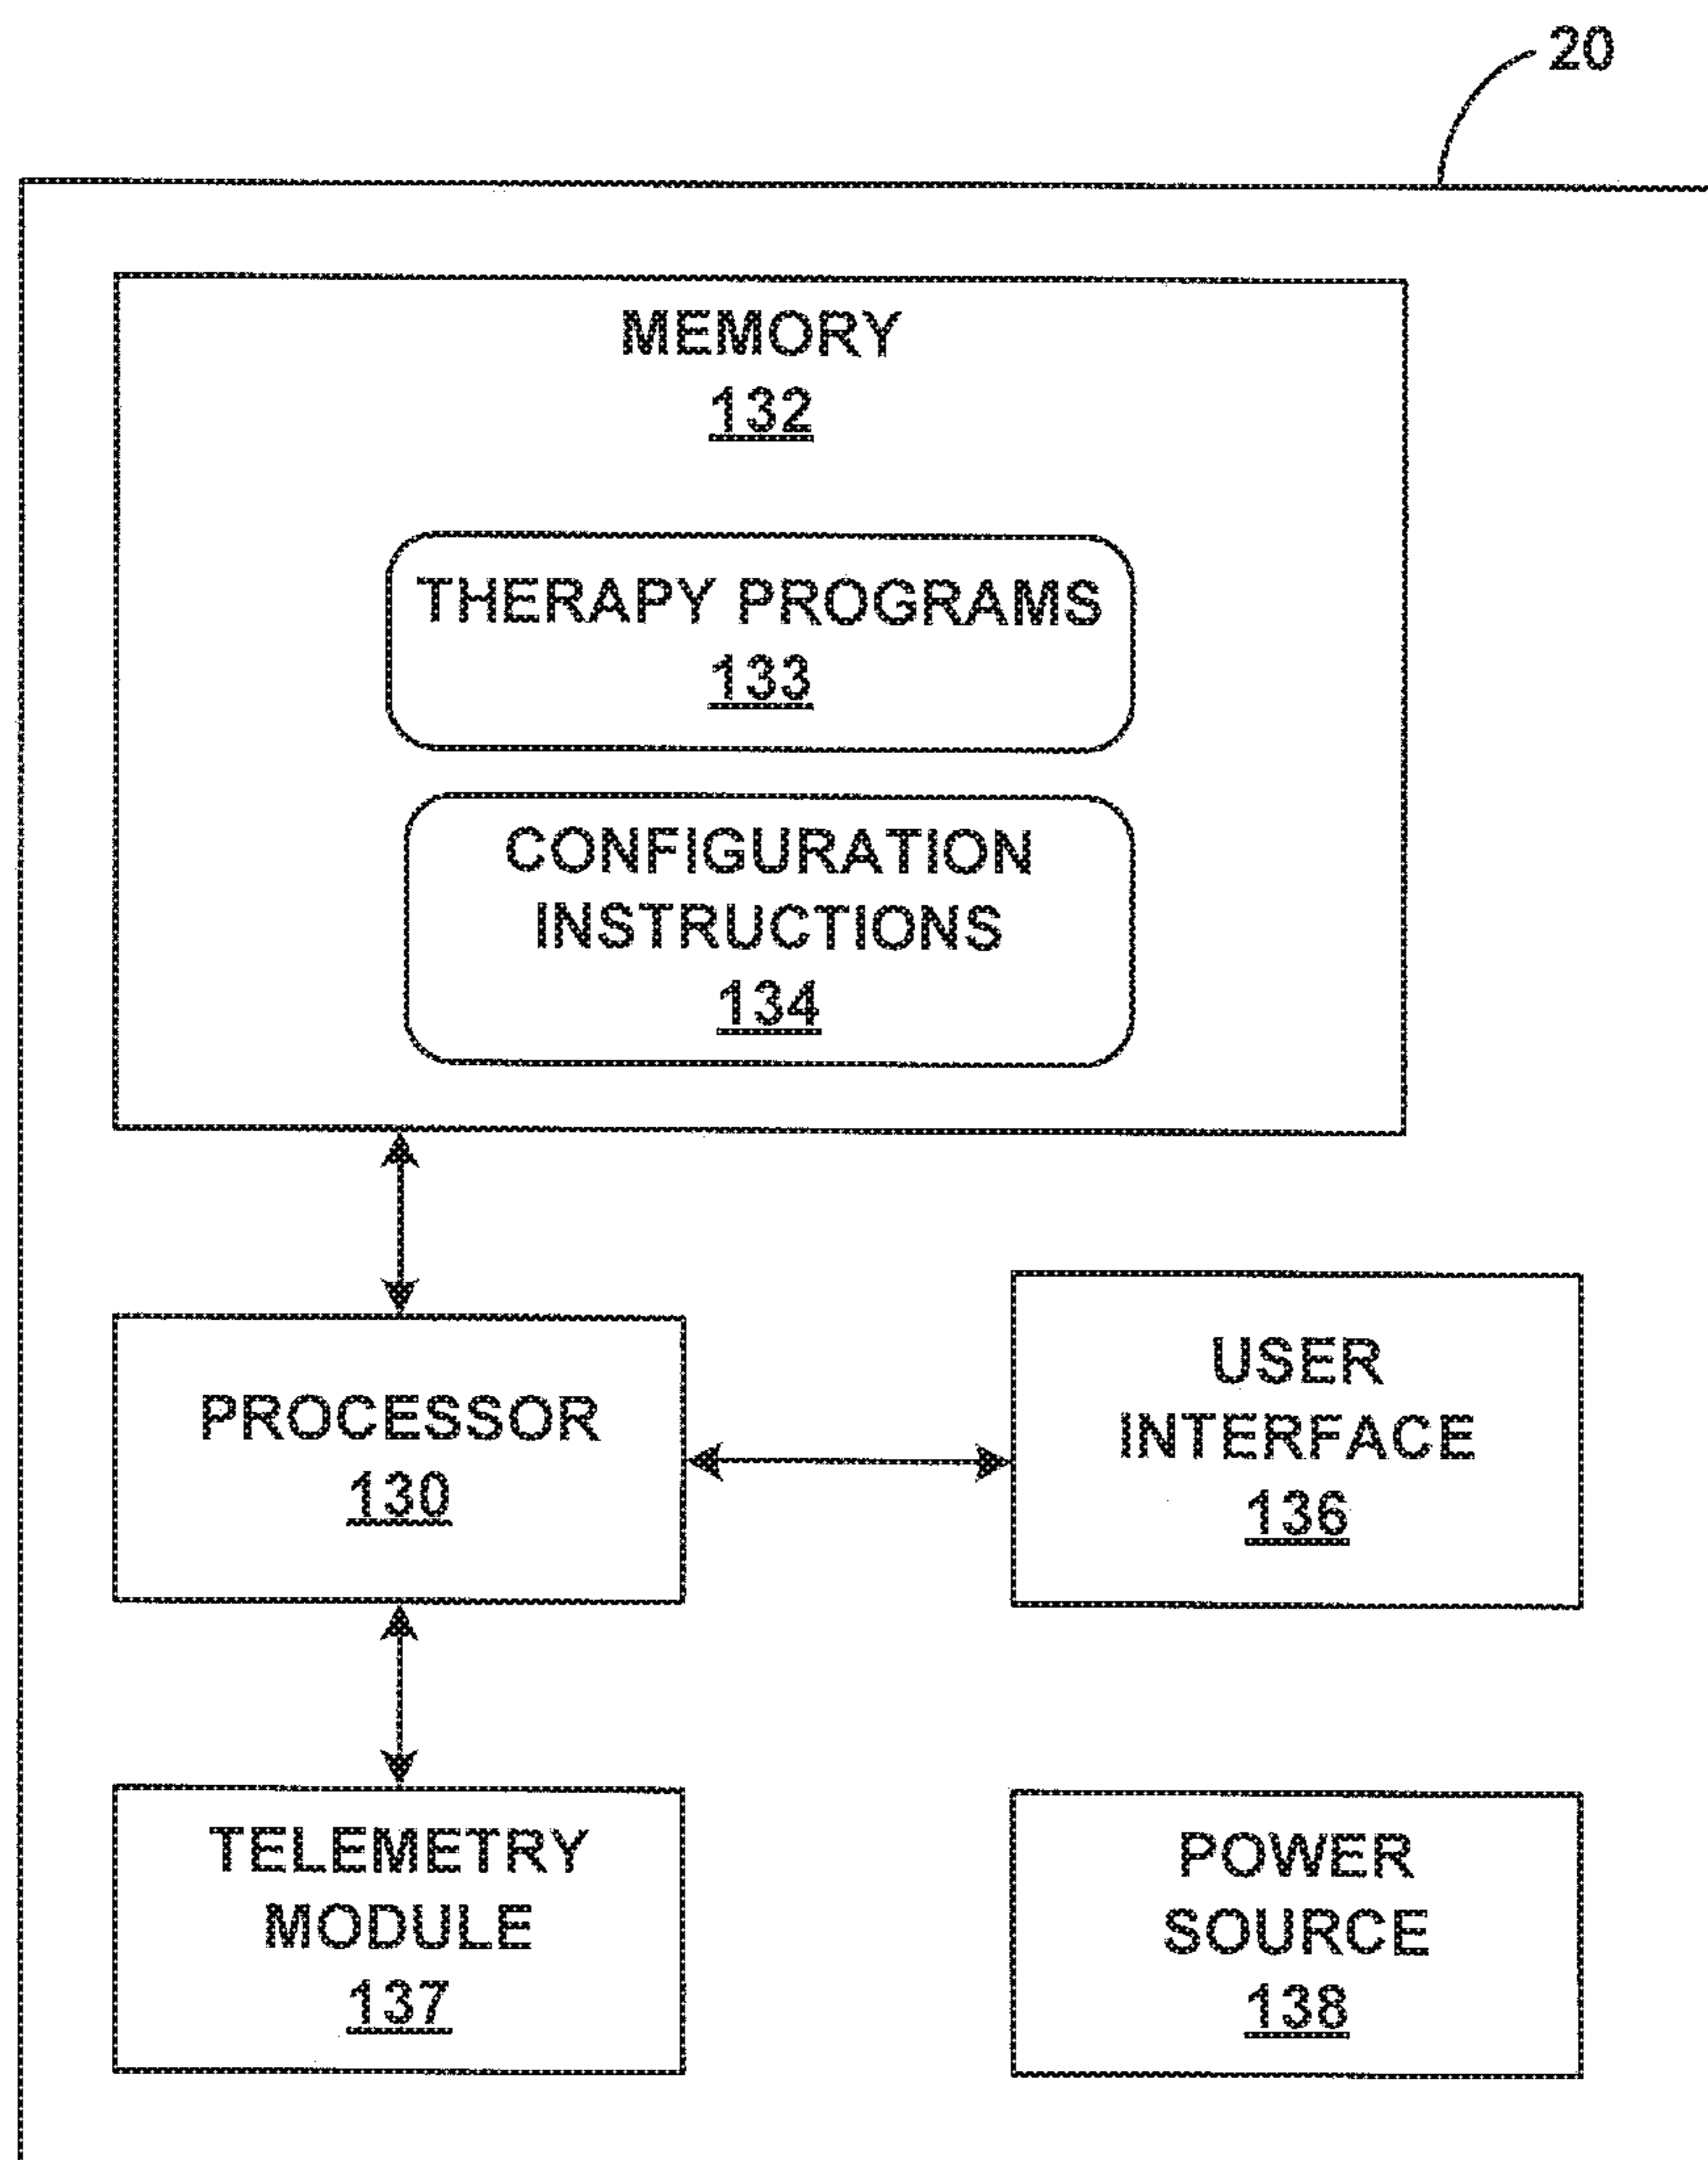 20
MEMORY
132
THERAPY PROGRAMS
133
CONFIGURATION
INSTRUCTIONS
134
PROCESSOR
130
USER
INTERFACE
136
TELEMETRY
MODULE
137
POWER
SOURCE
138